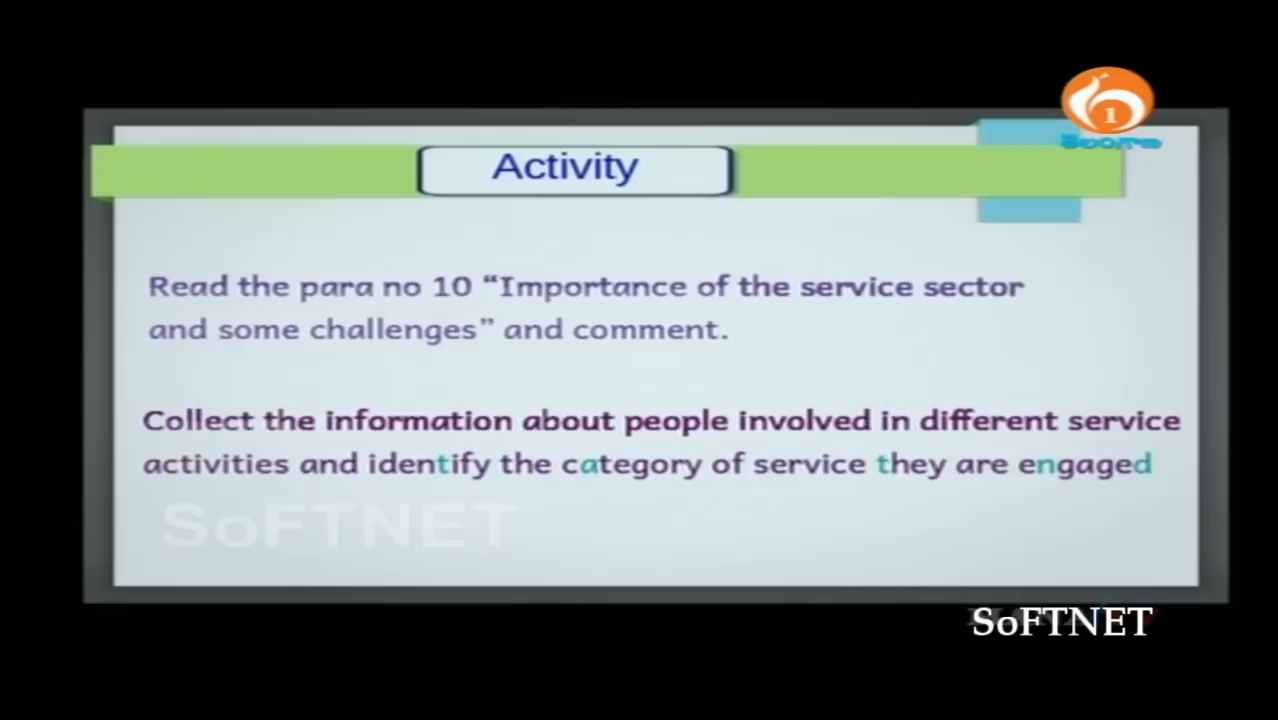 1
Activity
Read the para no 10 “Importance of the service sector
and some challenges” and comment.
Collect the information about people involved in different service
activities and identify the category of service they are engaged
SoFTNET
SoFTNET